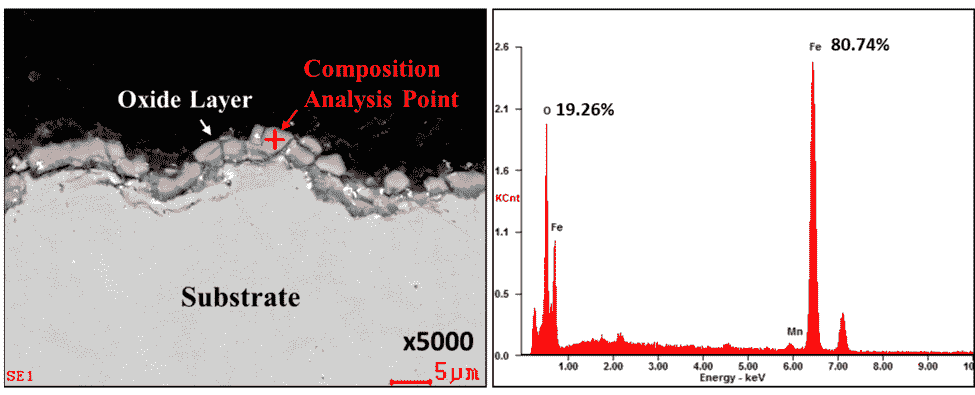 Composition
Analysis Point
Oxide Layer
Substrate
x5000
SE1
5μm
Fe 80.74%
2.6
O 19.26%
2.1
1.6
KCnt
Fe
1.1
0.5
Mn
0.0
1.00 2.00 3.00 4.00 5.00 6.00 7.00 8.00 9.00 10
Energy - keV